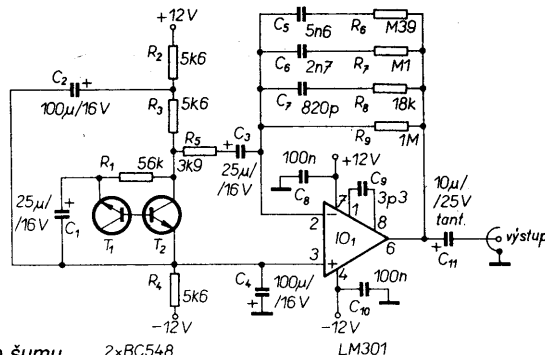 +12V
R2
5k6
C2
+
100μ/16V
R3
5k6
R5
3k9
C3
+
25μ/
/16V
R1
56k
25μ/
/16V
+
C1
T1
T2
R4
5k6
-12V
C4
100μ/
/16V
+
C5
5n6
R6
M39
C6
2n7
R7
M1
C7
820p
R8
18k
R9
1M
100n
C8
+12V
C9
3p3
7
1
8
2
-
IO1
6
3
+
4
100n
C10
-12V
10μ/
/25V
tant.
+
C11
výstup
šumu
2xBC548
LM301